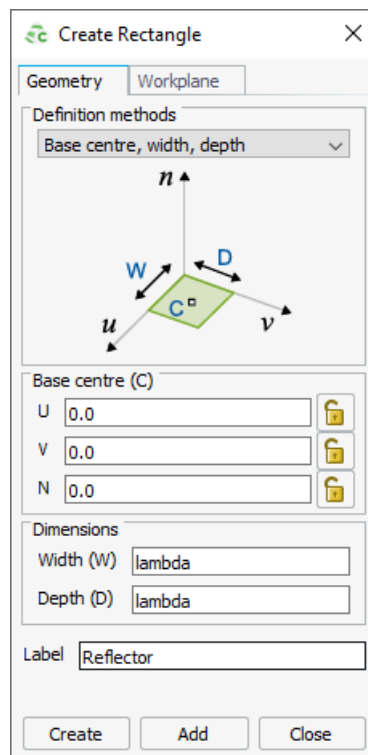 Create Rectangle
Geometry Workplane
Definition methods
Base centre, width, depth
n
W D
C
u v
Base centre (C)
U 0.0
V 0.0
N 0.0
Dimensions
Width (W) lambda
Depth (D) lambda
Label Reflector
Create Add Close